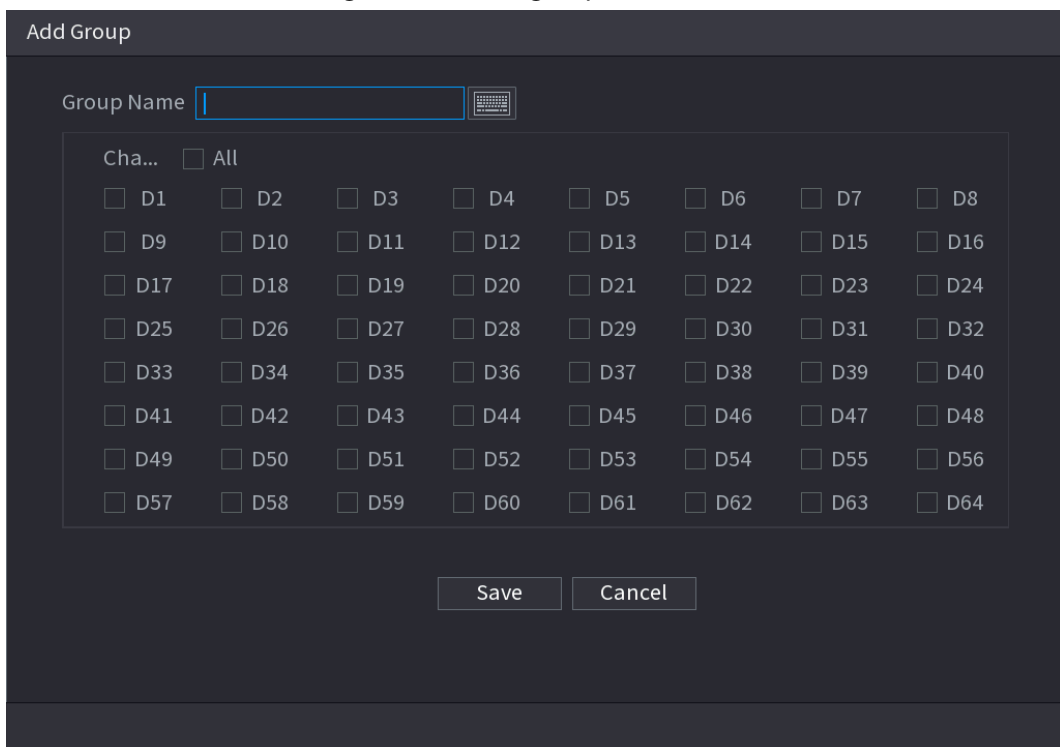 Add Group
Group Name
Cha... All
D1 D2 D3 D4 D5 D6 D7 D8
D9 D10 D11 D12 D13 D14 D15 D16
D17 D18 D19 D20 D21 D22 D23 D24
D25 D26 D27 D28 D29 D30 D31 D32
D33 D34 D35 D36 D37 D38 D39 D40
D41 D42 D43 D44 D45 D46 D47 D48
D49 D50 D51 D52 D53 D54 D55 D56
D57 D58 D59 D60 D61 D62 D63 D64
Save Cancel